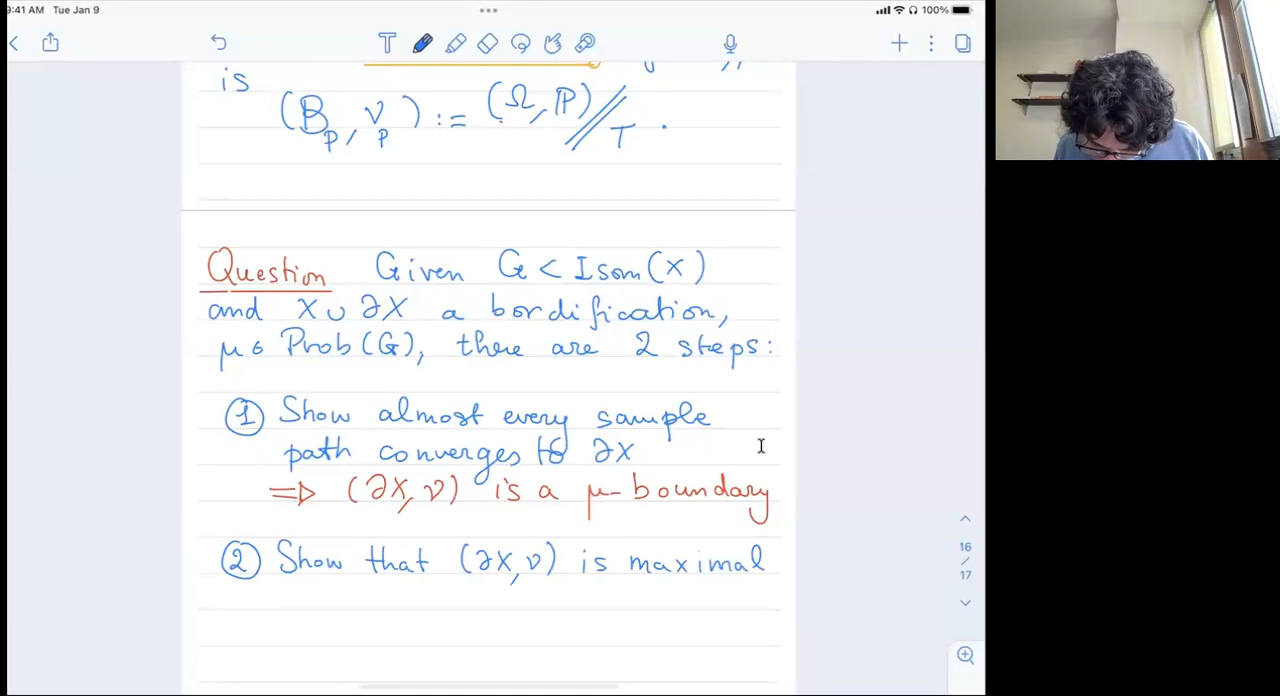 9:41 AM Tue Jan 9
100%
is
(B_p, ν_p) := (Ω, ℙ) // T .
Question Given G < Isom(X)
and X ∪ ∂X a bordification,
μ ∈ Prob(G), there are 2 steps:
① Show almost every sample
path converges to ∂X
⇒ (∂X, ν) is a μ-boundary
② Show that (∂X, ν) is maximal
16
/
17